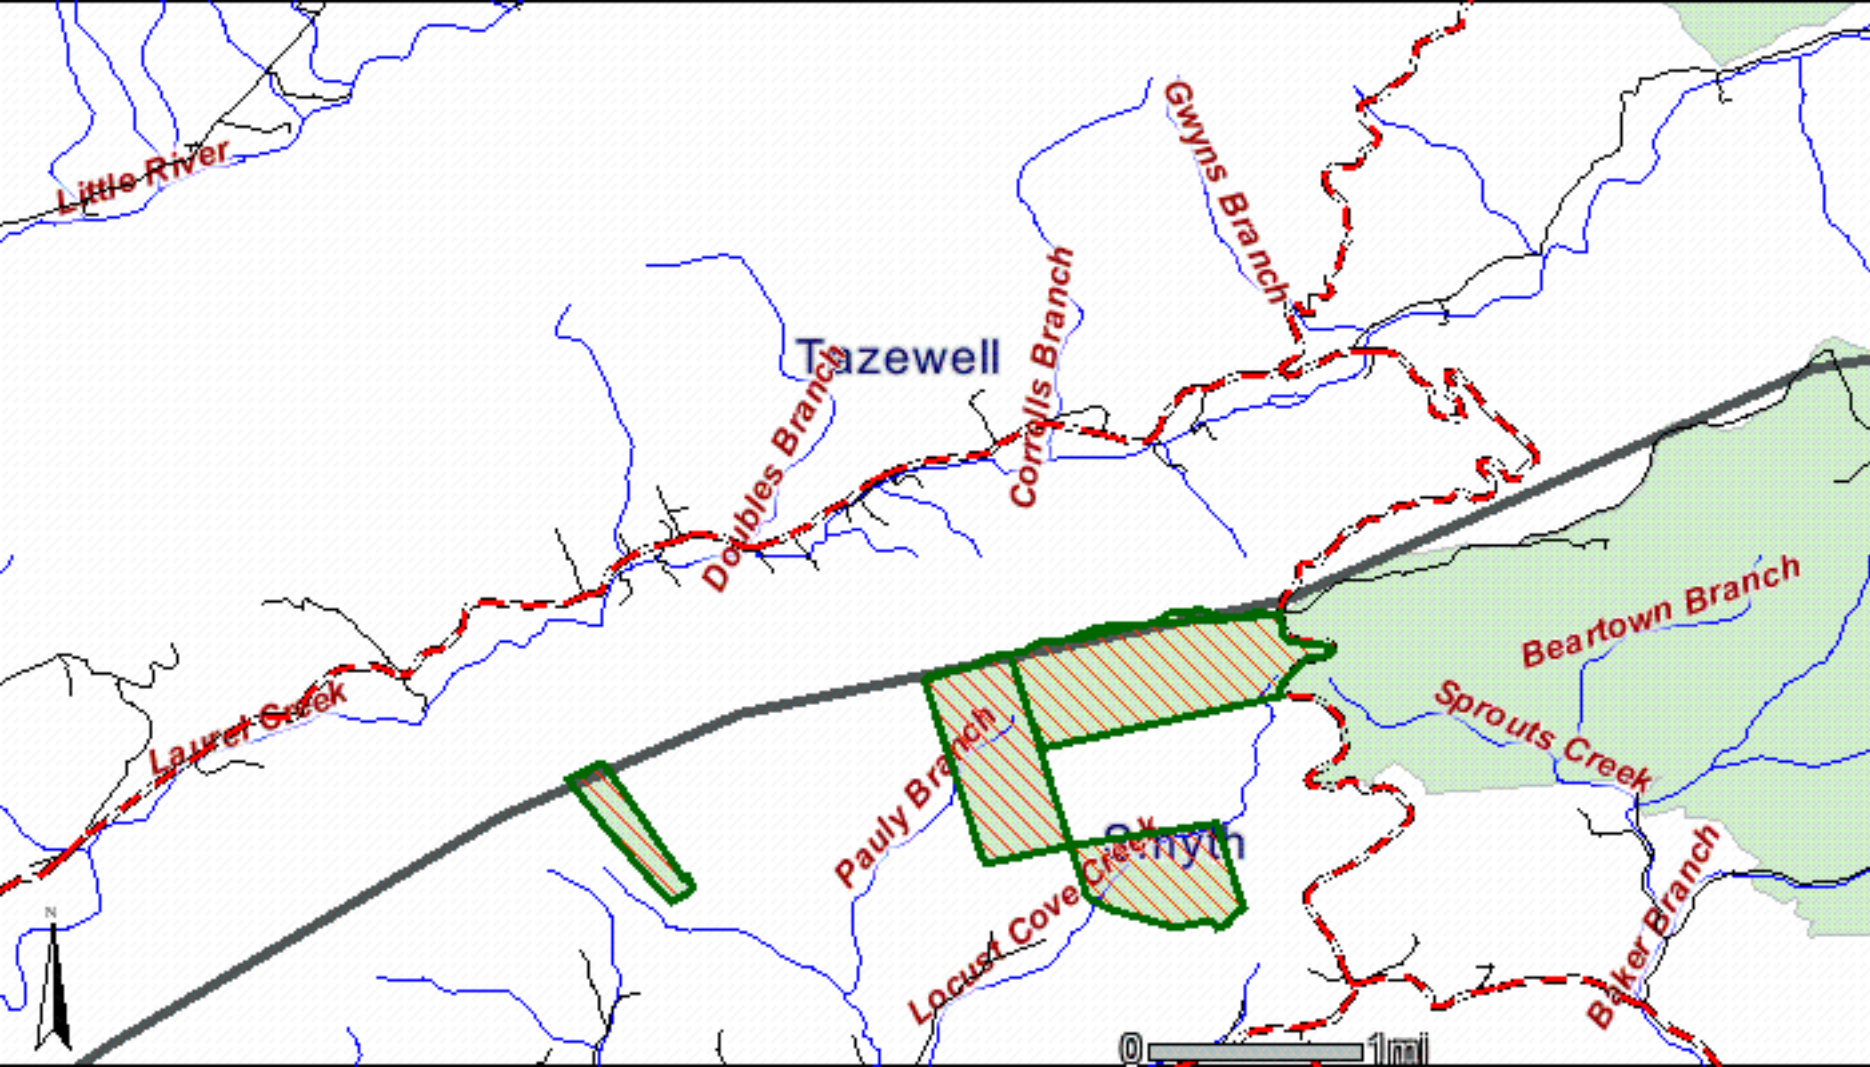 Gwyns Branch
Little River
Corrells Branch
Tazewell
Doubles Branch
Beartown Branch
Sprouts Creek
Laurel Creek
Pauly Branch
Smyth
Locust Cove Creek
Baker Branch
N
0 1mi